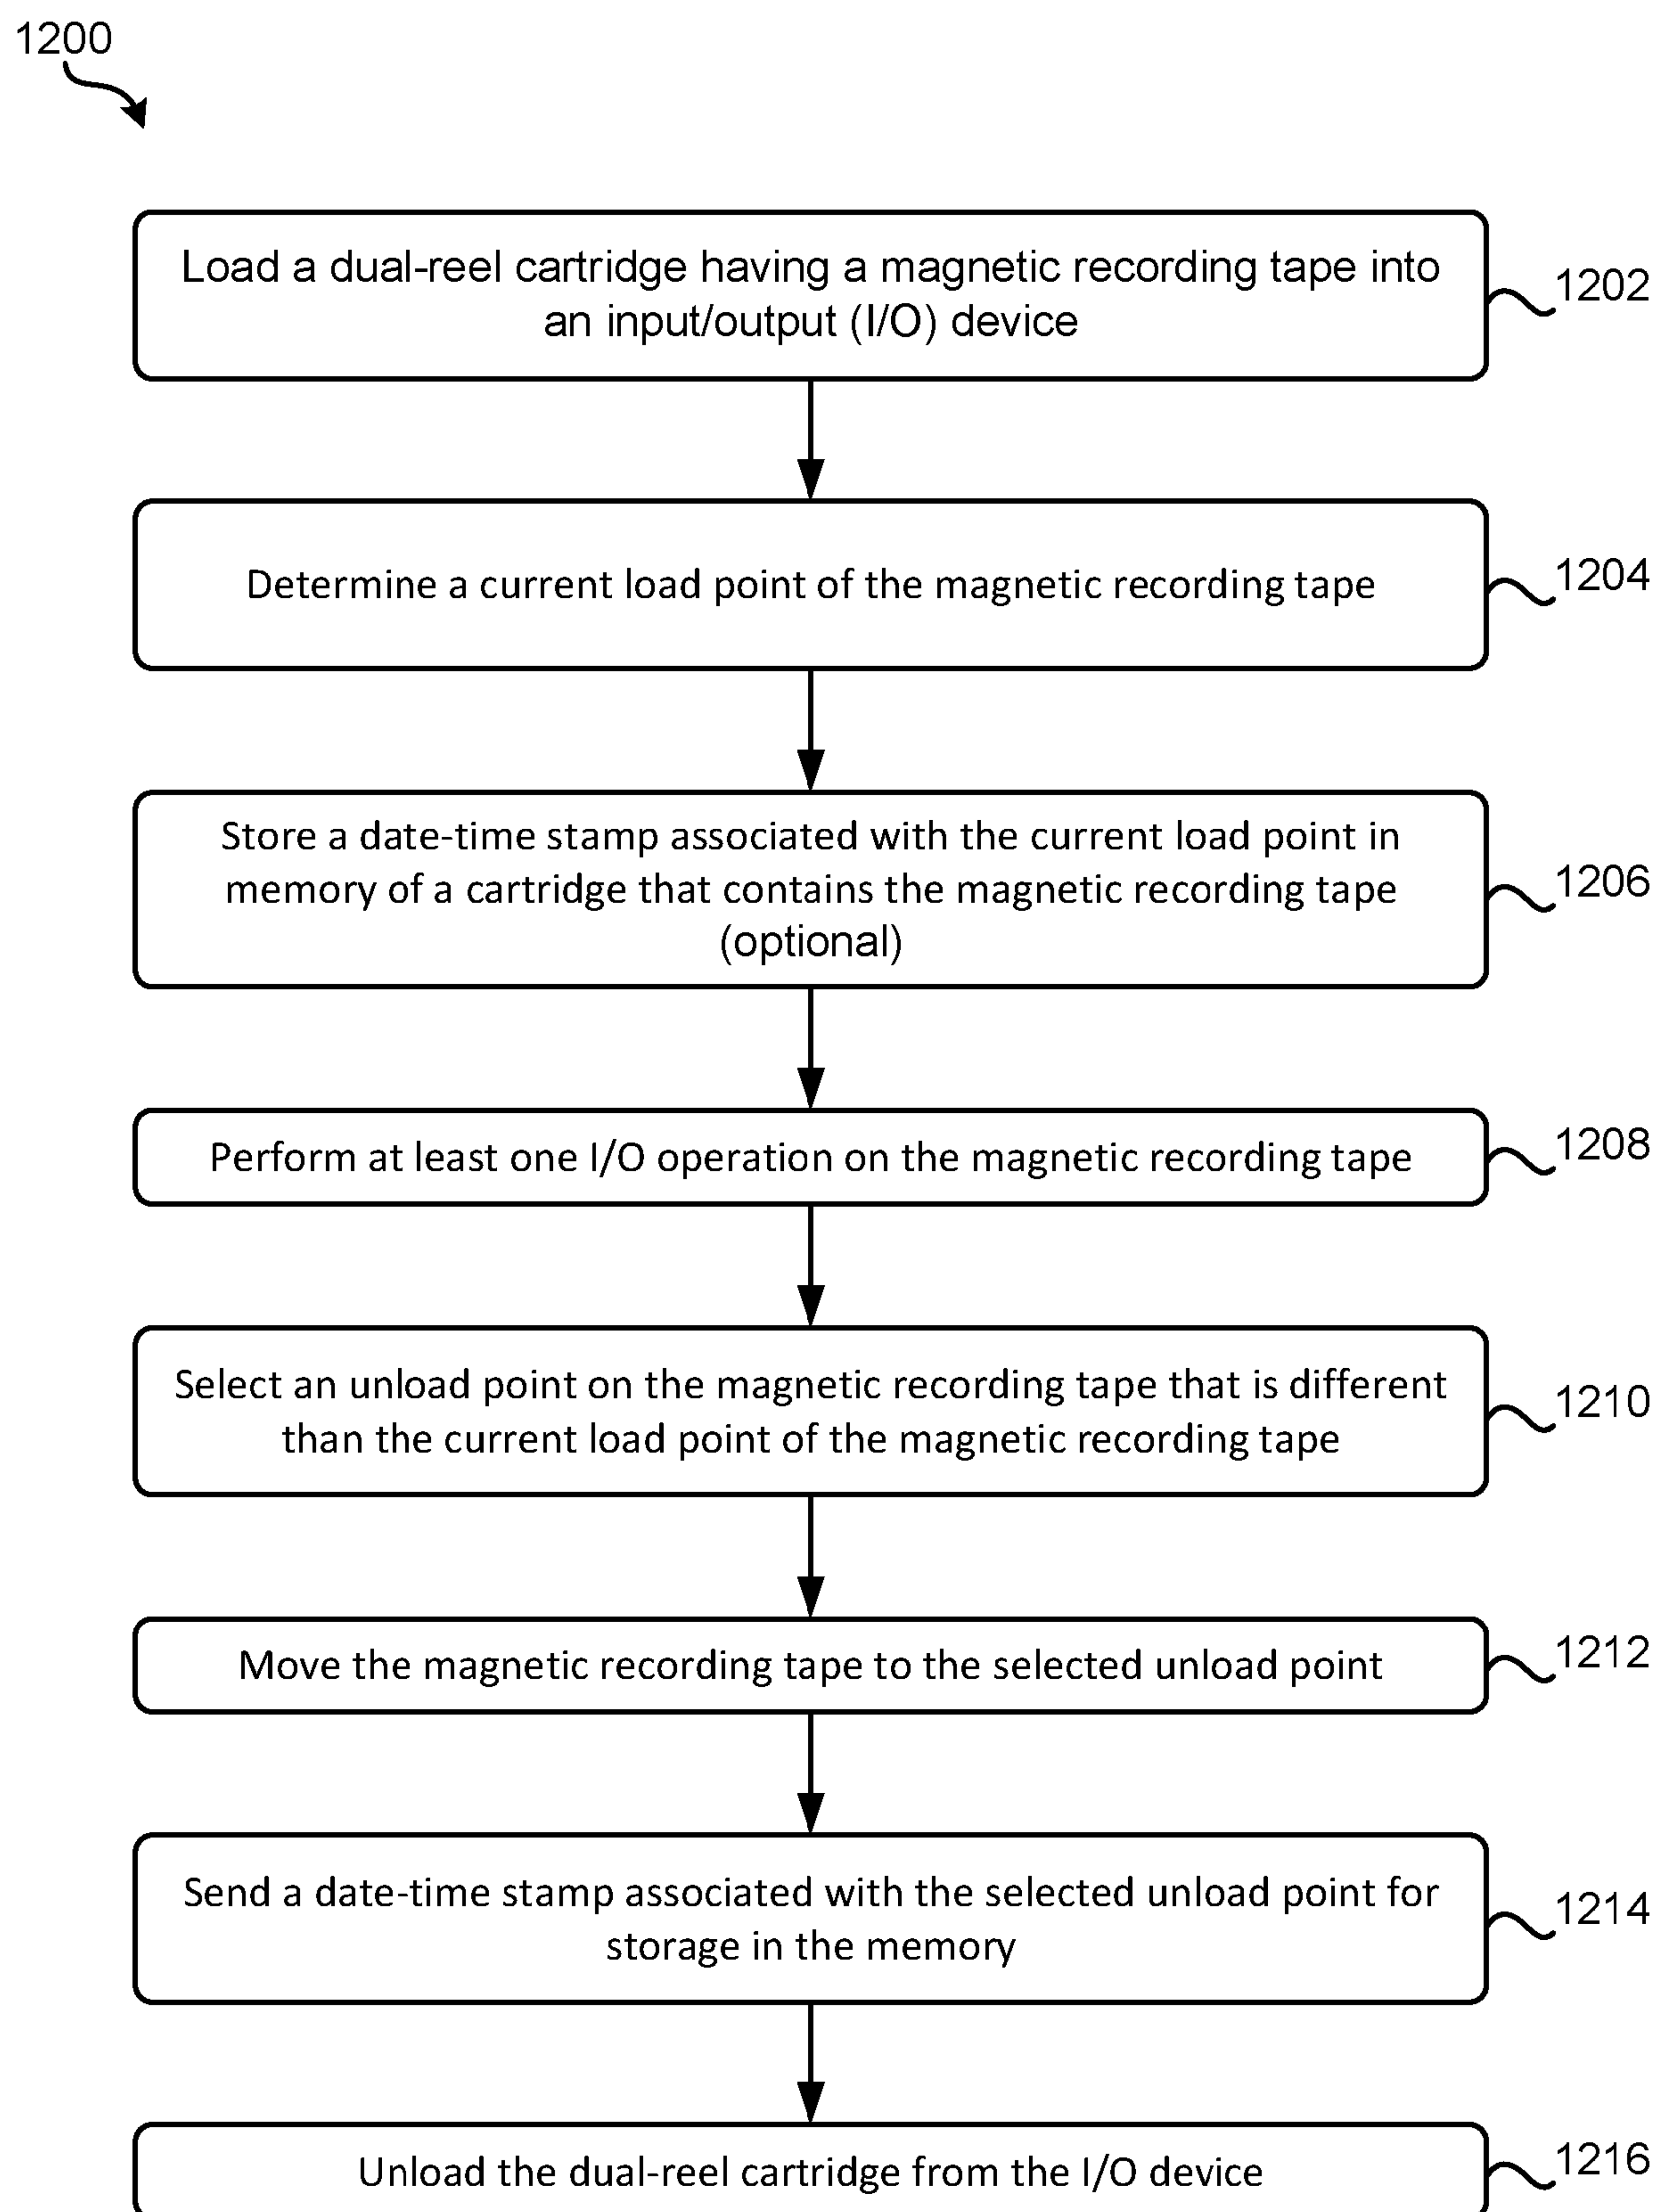 1200
Load a dual-reel cartridge having a magnetic recording tape into
an input/output (I/O) device
1202
Determine a current load point of the magnetic recording tape
1204
Store a date-time stamp associated with the current load point in
memory of a cartridge that contains the magnetic recording tape
(optional)
1206
Perform at least one I/O operation on the magnetic recording tape
1208
Select an unload point on the magnetic recording tape that is different
than the current load point of the magnetic recording tape
1210
Move the magnetic recording tape to the selected unload point
1212
Send a date-time stamp associated with the selected unload point for
storage in the memory
1214
Unload the dual-reel cartridge from the I/O device
1216